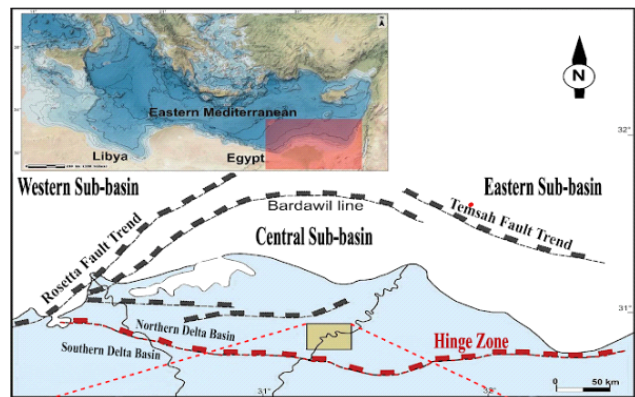 Eastern Mediterranean
Libya
Egypt
N
32°
Western Sub-basin
Eastern Sub-basin
Bardawil line
Temsah Fault Trend
Rosetta Fault Trend
Central Sub-basin
31°
Northern Delta Basin
Southern Delta Basin
Hinge Zone
0 50 km